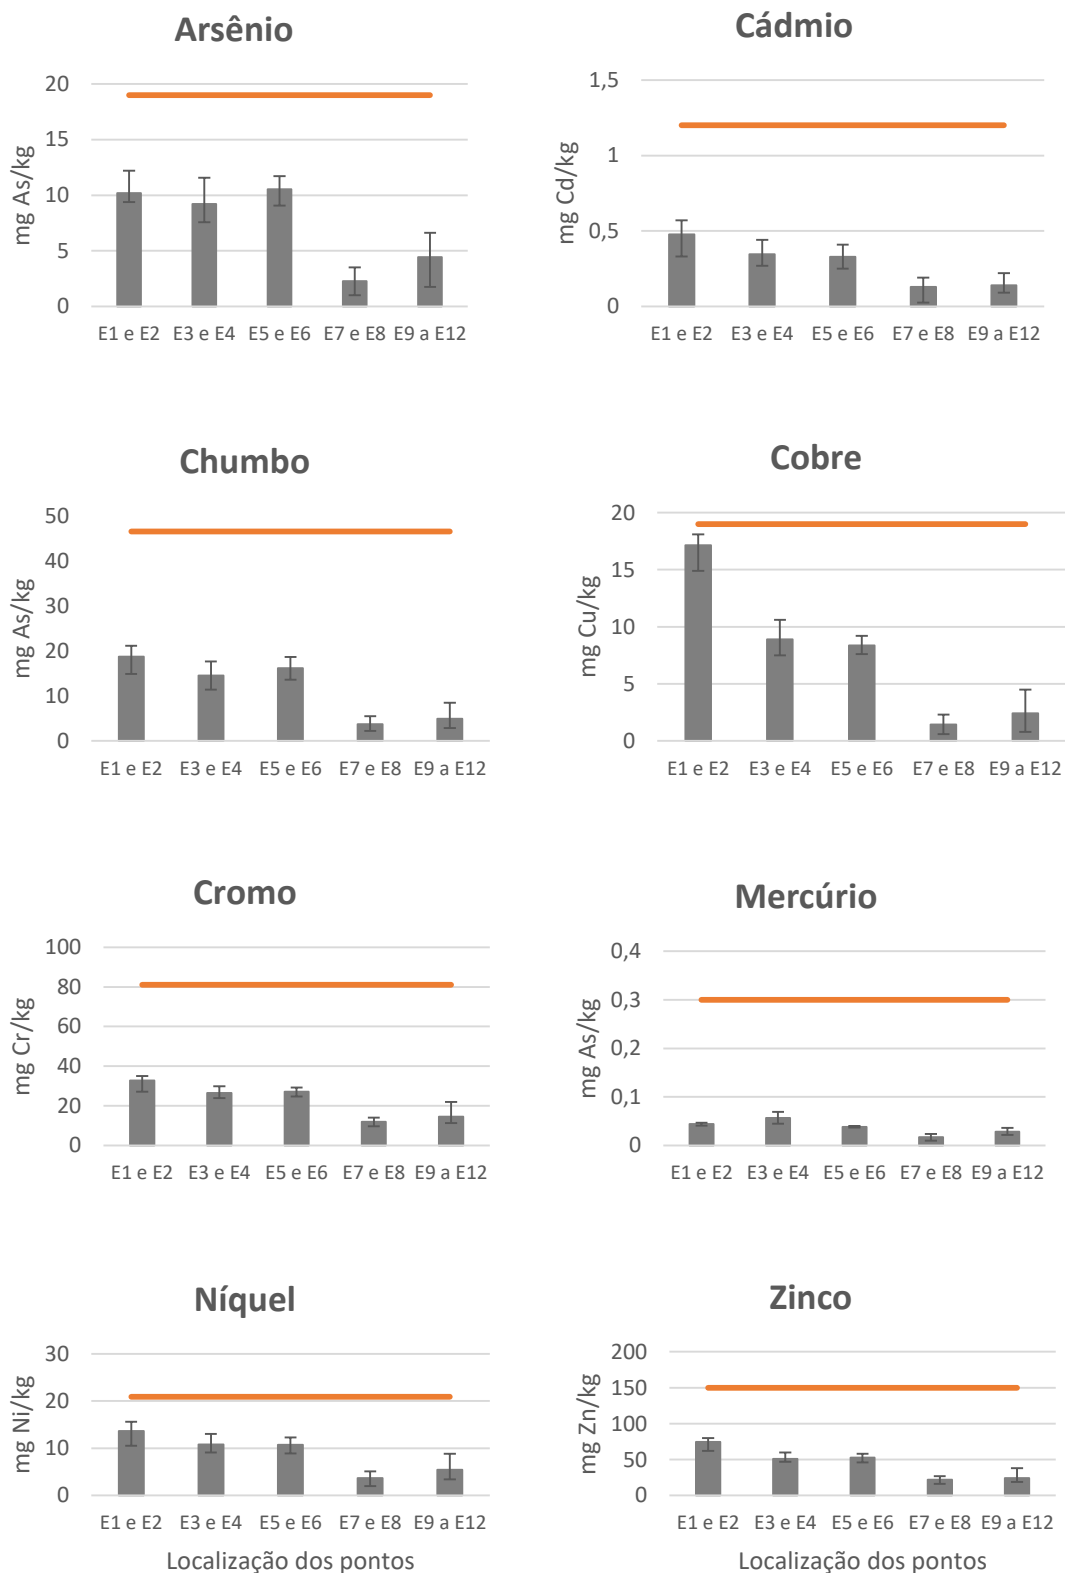 Arsênio
20
15
10
5
0
mg As/kg
E1 e E2 E3 e E4 E5 e E6 E7 e E8 E9 a E12
Cádmio
1,5
1
0,5
0
mg Cd/kg
E1 e E2 E3 e E4 E5 e E6 E7 e E8 E9 a E12
Chumbo
50
40
30
20
10
0
mg As/kg
E1 e E2 E3 e E4 E5 e E6 E7 e E8 E9 a E12
Cobre
20
15
10
5
0
mg Cu/kg
E1 e E2 E3 e E4 E5 e E6 E7 e E8 E9 a E12
Cromo
100
80
60
40
20
0
mg Cr/kg
E1 e E2 E3 e E4 E5 e E6 E7 e E8 E9 a E12
Mercúrio
0,4
0,3
0,2
0,1
0
mg As/kg
E1 e E2 E3 e E4 E5 e E6 E7 e E8 E9 a E12
Níquel
30
20
10
0
mg Ni/kg
E1 e E2 E3 e E4 E5 e E6 E7 e E8 E9 a E12
Localização dos pontos
Zinco
200
150
100
50
0
mg Zn/kg
E1 e E2 E3 e E4 E5 e E6 E7 e E8 E9 a E12
Localização dos pontos